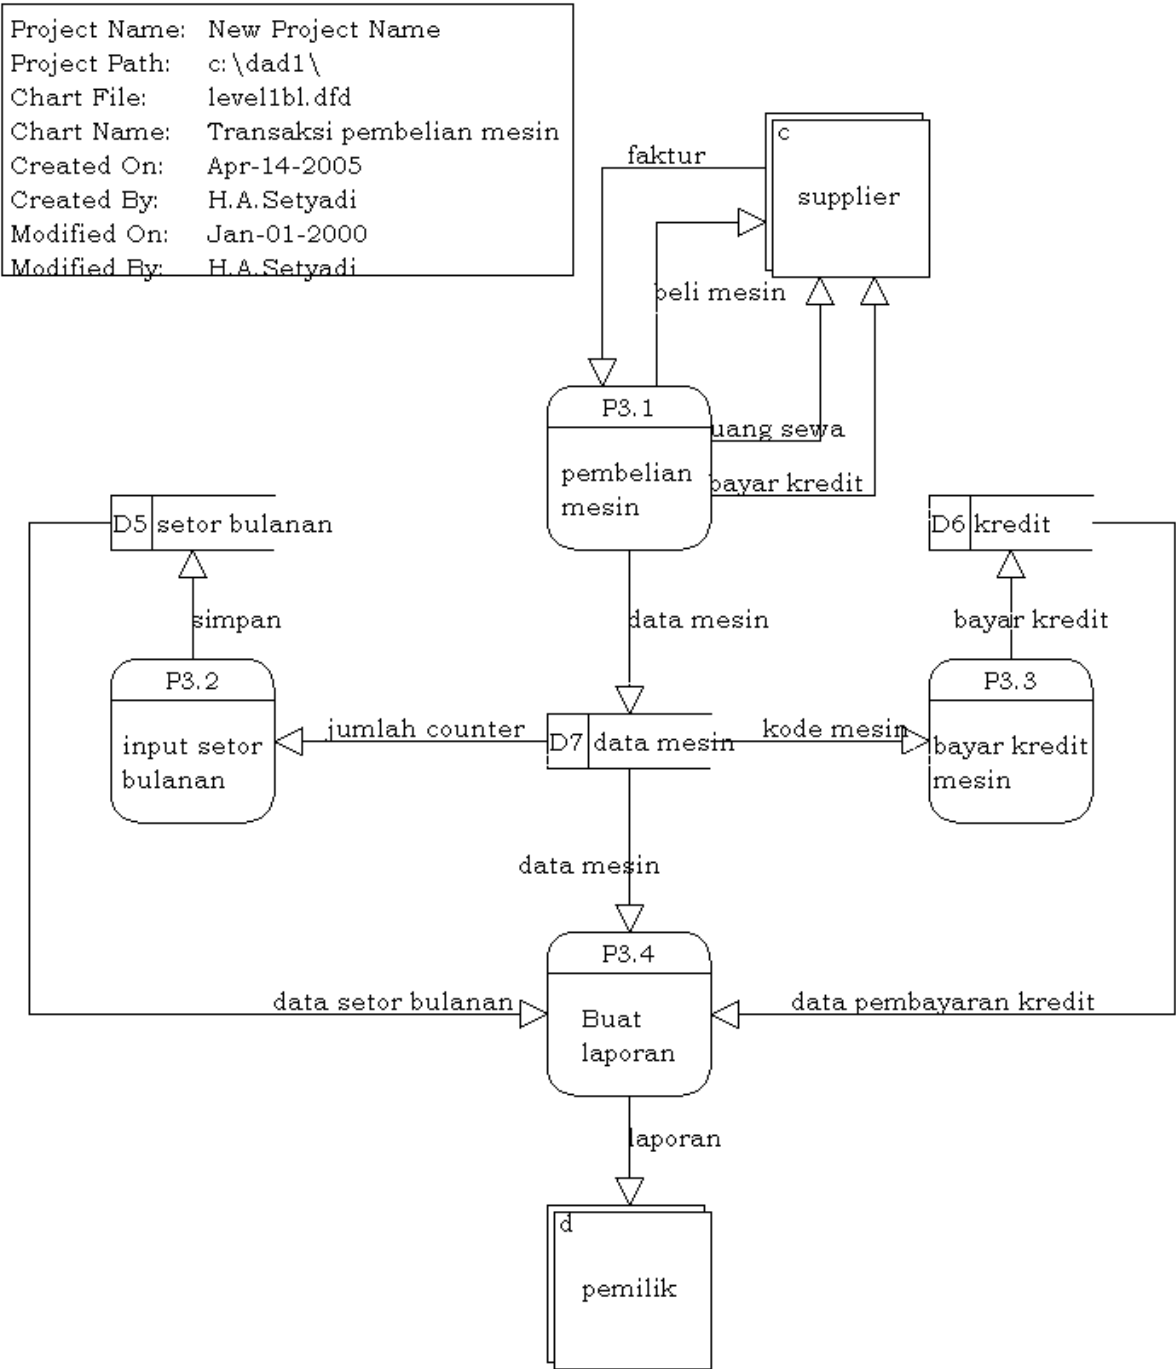 Project Name: New Project Name
Project Path: c:\dad1\
Chart File: level1bl.dfd
Chart Name: Transaksi pembelian mesin
Created On: Apr-14-2005
Created By: H.A.Setyadi
Modified On: Jan-01-2000
Modified By: H.A.Setyadi
c
faktur
supplier
beli mesin
P3.1
uang sewa
pembelian
mesin
bayar kredit
D5 setor bulanan
D6 kredit
simpan
data mesin
bayar kredit
P3.2
P3.3
input setor
bulanan
jumlah counter
D7 data mesin
kode mesin
bayar kredit
mesin
data mesin
P3.4
data setor bulanan
data pembayaran kredit
Buat
laporan
laporan
d
pemilik